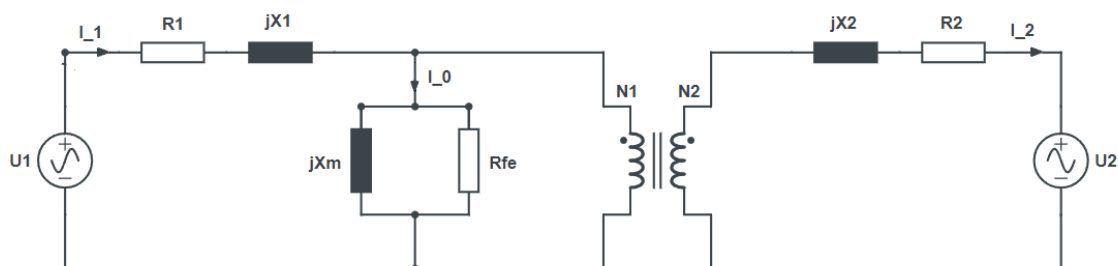 I_1
R1
jX1
I_0
jXm
Rfe
U1
+
–
N1
N2
jX2
R2
I_2
+
–
U2